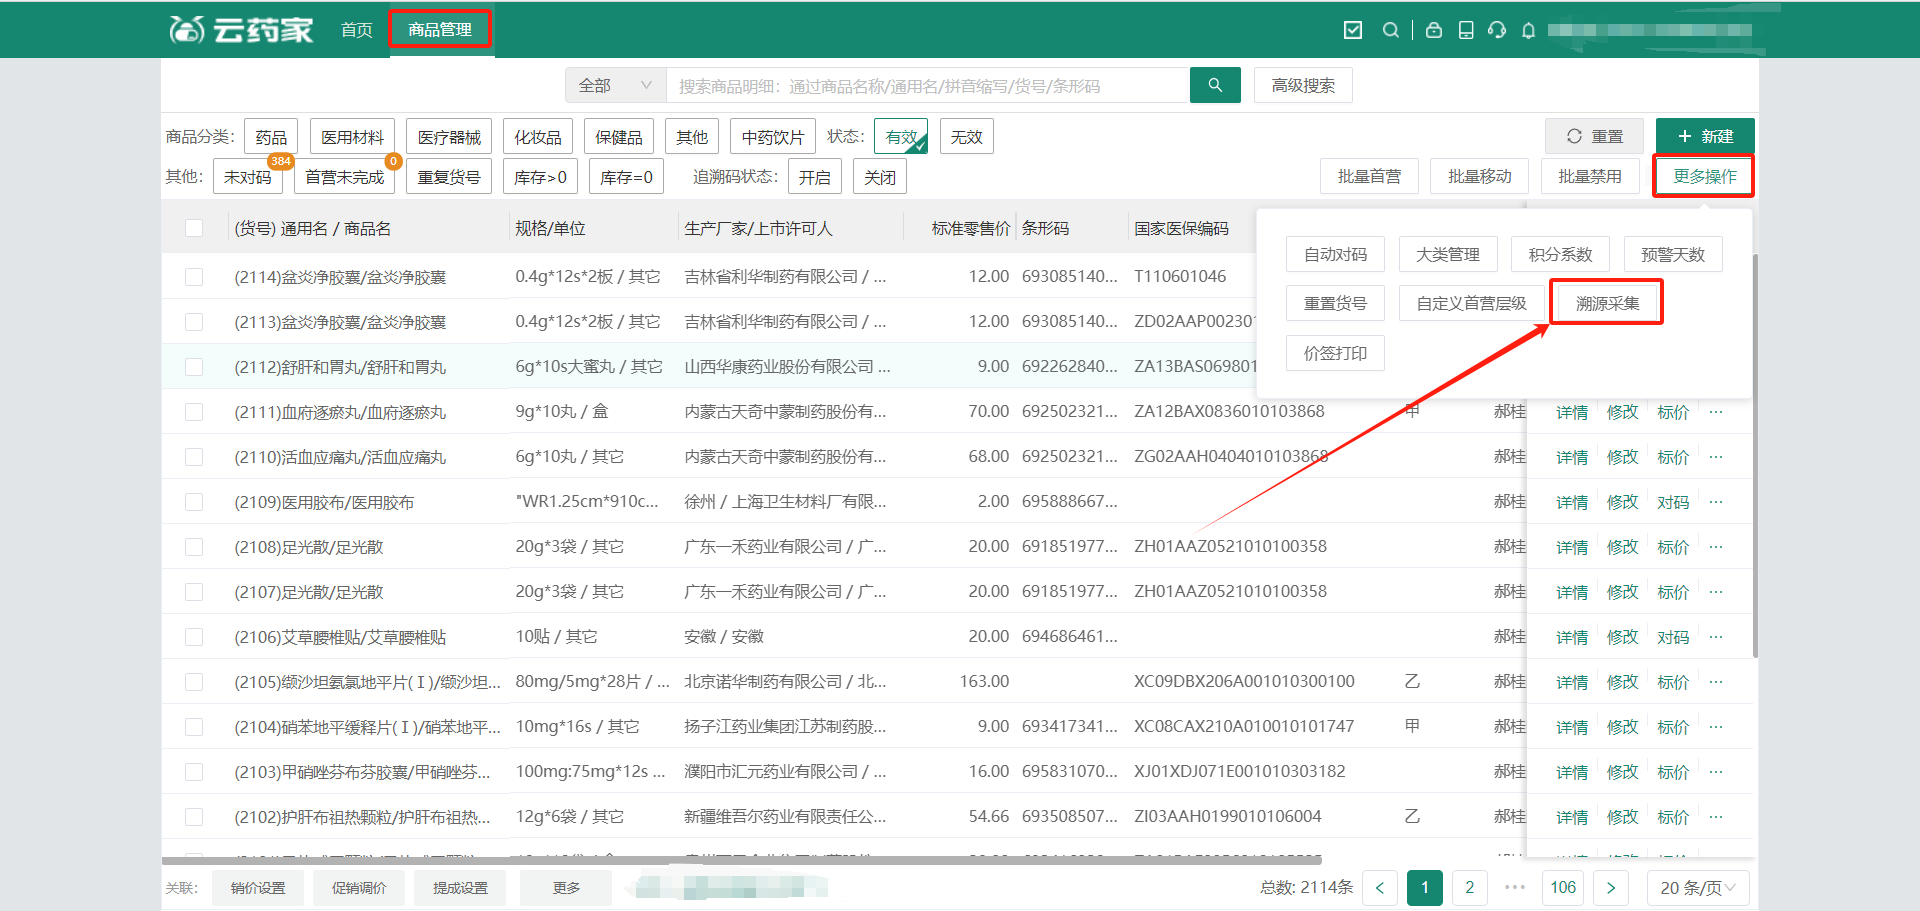 云药家 首页 商品管理
全部 搜索商品明细：通过商品名称/通用名/拼音缩写/货号/条形码 高级搜索
商品分类： 药品 医用材料 医疗器械 化妆品 保健品 其他 中药饮片 状态： 有效 无效 重置 + 新建
384 0
其他： 未对码 首营未完成 重复货号 库存>0 库存=0 追溯码状态： 开启 关闭 批量首营 批量移动 批量禁用 更多操作
(货号) 通用名 / 商品名 规格/单位 生产厂家/上市许可人 标准零售价 条形码 国家医保编码
自动对码 大类管理 积分系数 预警天数
重置货号 自定义首营层级 溯源采集
价签打印
(2114)盆炎净胶囊/盆炎净胶囊 0.4g*12s*2板 / 其它 吉林省利华制药有限公司 / ... 12.00 693085140... T110601046
(2113)盆炎净胶囊/盆炎净胶囊 0.4g*12s*2板 / 其它 吉林省利华制药有限公司 / ... 12.00 693085140... ZD02AAP002301
(2112)舒肝和胃丸/舒肝和胃丸 6g*10s大蜜丸 / 其它 山西华康药业股份有限公司 ... 9.00 692262840... ZA13BAS069801
(2111)血府逐瘀丸/血府逐瘀丸 9g*10丸 / 盒 内蒙古天奇中蒙制药股份有... 70.00 692502321... ZA12BAX0836010103868 甲 郝桂 详情 修改 标价 ...
(2110)活血应痛丸/活血应痛丸 6g*10丸 / 其它 内蒙古天奇中蒙制药股份有... 68.00 692502321... ZG02AAH0404010103868 郝桂 详情 修改 标价 ...
(2109)医用胶布/医用胶布 "WR1.25cm*910c... 徐州 / 上海卫生材料厂有限... 2.00 695888667... 郝桂 详情 修改 对码 ...
(2108)足光散/足光散 20g*3袋 / 其它 广东一禾药业有限公司 / 广... 20.00 691851977... ZH01AAZ0521010100358 郝桂 详情 修改 标价 ...
(2107)足光散/足光散 20g*3袋 / 其它 广东一禾药业有限公司 / 广... 20.00 691851977... ZH01AAZ0521010100358 郝桂 详情 修改 标价 ...
(2106)艾草腰椎贴/艾草腰椎贴 10贴 / 其它 安徽 / 安徽 20.00 694686461... 郝桂 详情 修改 对码 ...
(2105)缬沙坦氨氯地平片(Ⅰ)/缬沙坦... 80mg/5mg*28片 / ... 北京诺华制药有限公司 / 北... 163.00 XC09DBX206A001010300100 乙 郝桂 详情 修改 标价 ...
(2104)硝苯地平缓释片(Ⅰ)/硝苯地平... 10mg*16s / 其它 扬子江药业集团江苏制药股... 9.00 693417341... XC08CAX210A010010101747 甲 郝桂 详情 修改 标价 ...
(2103)甲硝唑芬布芬胶囊/甲硝唑芬... 100mg:75mg*12s ... 濮阳市汇元药业有限公司 / ... 16.00 695831070... XJ01XDJ071E001010303182 郝桂 详情 修改 标价 ...
(2102)护肝布祖热颗粒/护肝布祖热... 12g*6袋 / 其它 新疆维吾尔药业有限责任公... 54.66 693508507... ZI03AAH0199010106004 乙 郝桂 详情 修改 标价 ...
关联： 销价设置 促销调价 提成设置 更多 总数: 2114条 < 1 2 ... 106 > 20 条/页